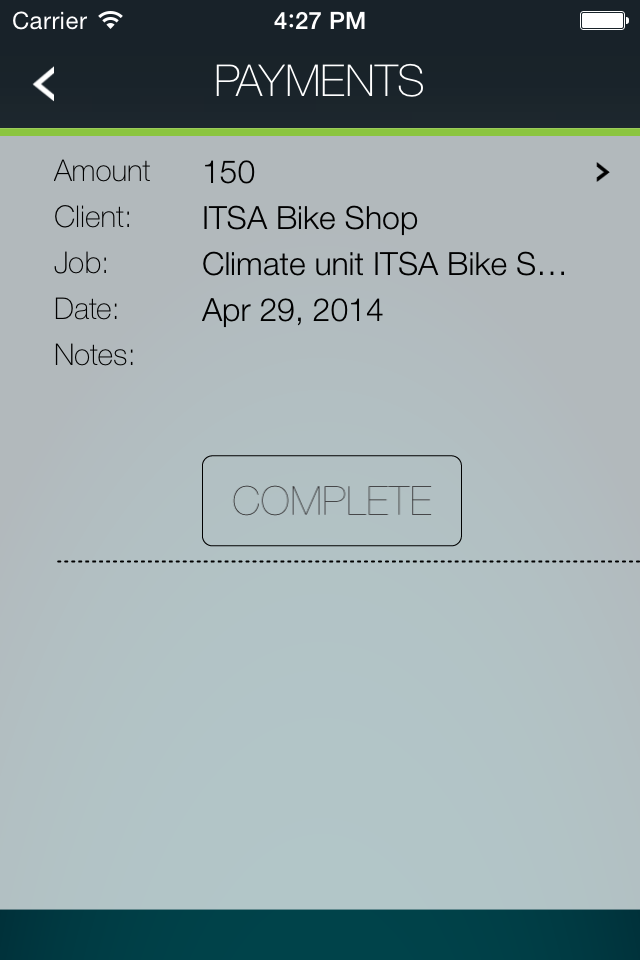 Carrier 4:27 PM
PAYMENTS
Amount 150
Client: ITSA Bike Shop
Job: Climate unit ITSA Bike S...
Date: Apr 29, 2014
Notes:
COMPLETE